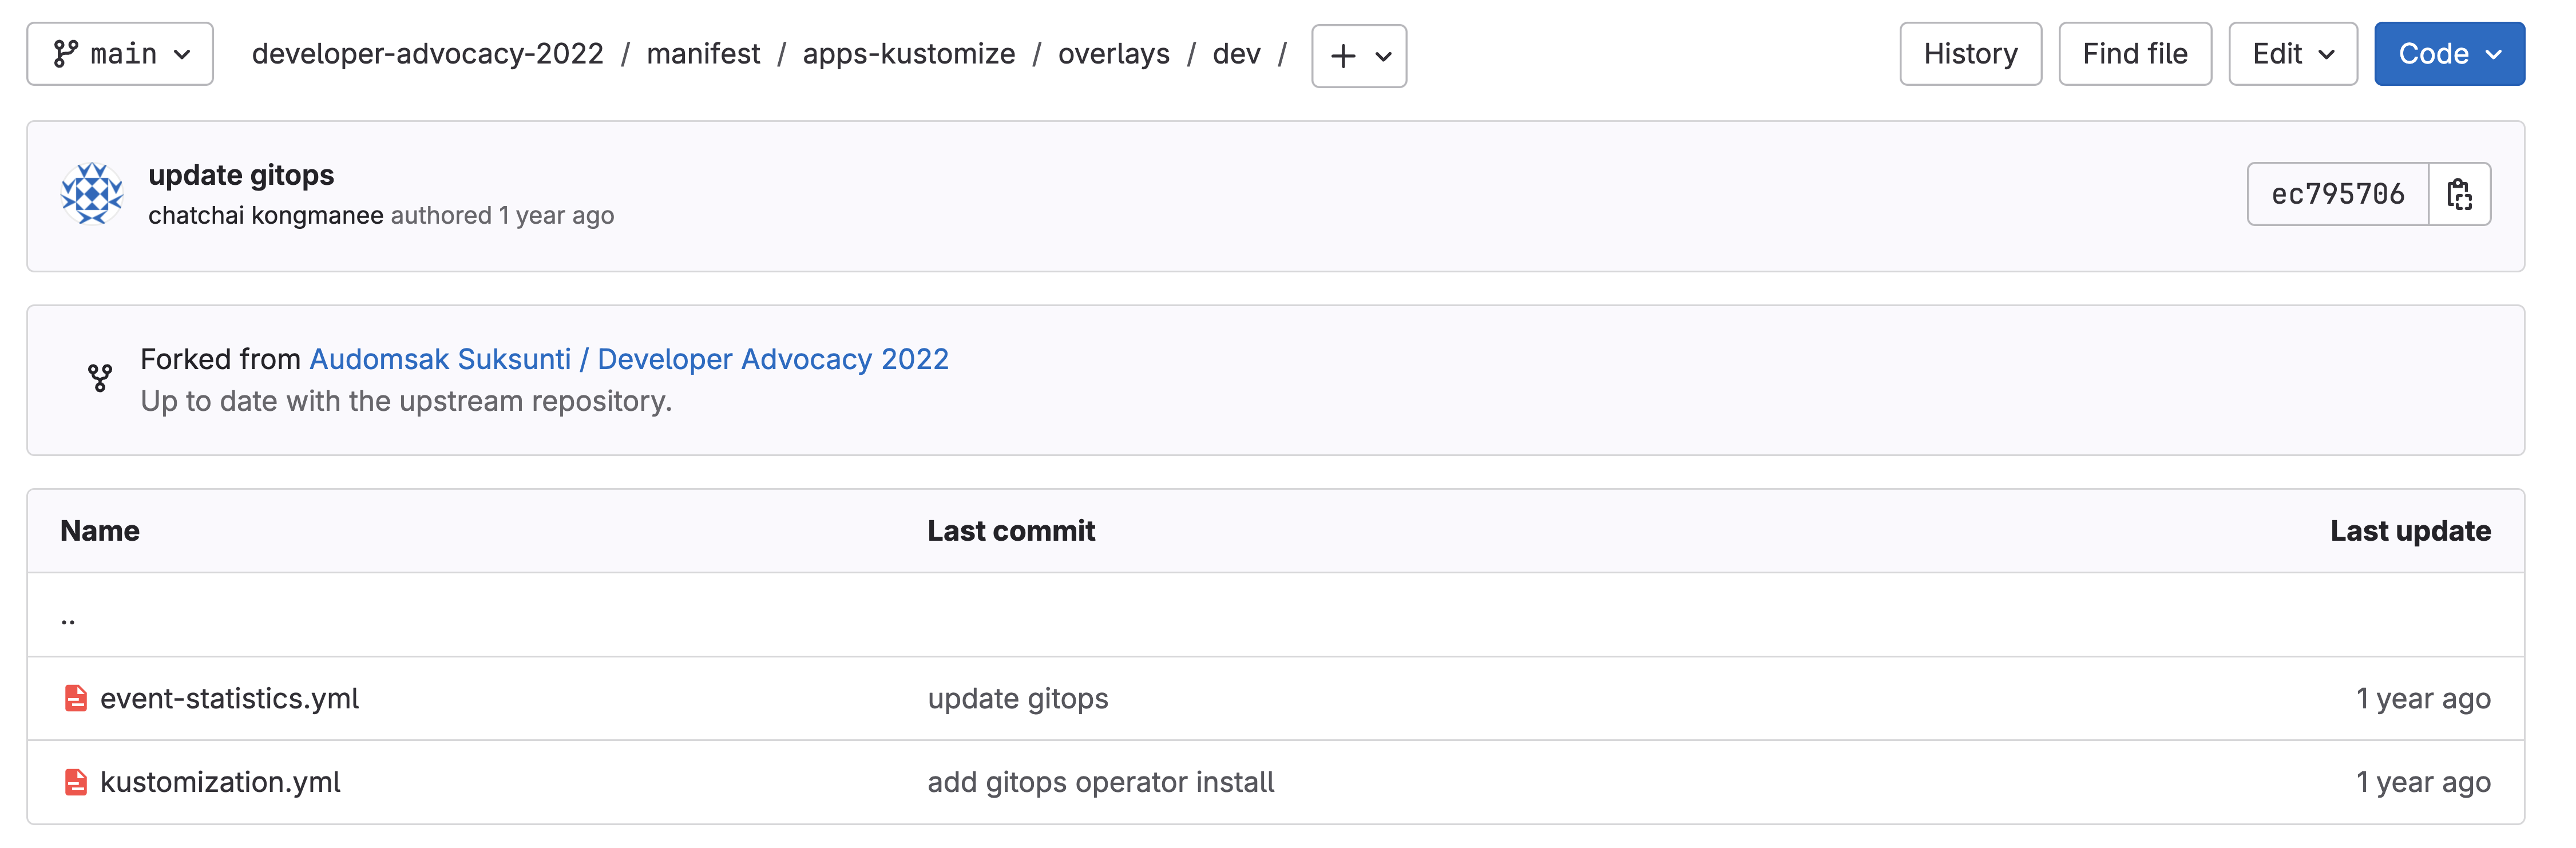 main developer-advocacy-2022 / manifest / apps-kustomize / overlays / dev / + History Find file Edit Code
update gitops
chatchai kongmanee authored 1 year ago
ec795706
Forked from Audomsak Suksunti / Developer Advocacy 2022
Up to date with the upstream repository.
Name Last commit Last update
..
event-statistics.yml update gitops 1 year ago
kustomization.yml add gitops operator install 1 year ago